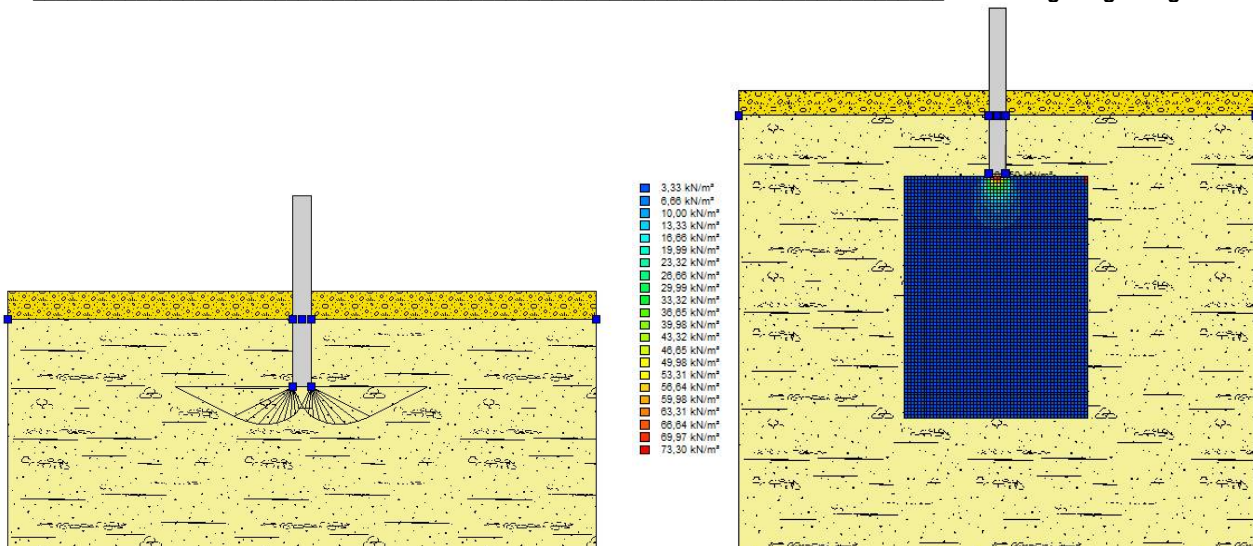 3,33 kN/m²
6,66 kN/m²
10,00 kN/m²
13,33 kN/m²
16,66 kN/m²
19,99 kN/m²
23,32 kN/m²
26,66 kN/m²
29,99 kN/m²
33,32 kN/m²
36,65 kN/m²
39,98 kN/m²
43,32 kN/m²
46,65 kN/m²
49,98 kN/m²
53,31 kN/m²
56,64 kN/m²
59,98 kN/m²
63,31 kN/m²
66,64 kN/m²
69,97 kN/m²
73,30 kN/m²